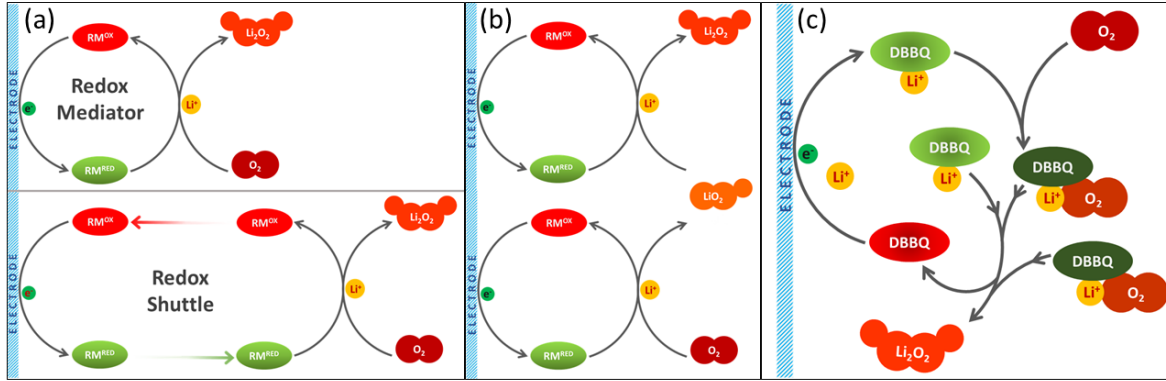 (a)
ELECTRODE
RM^OX
Li₂O₂
Redox
Mediator
e⁻
Li⁺
RM^RED
O₂
ELECTRODE
RM^OX
RM^OX
Li₂O₂
Redox
Shuttle
e⁻
Li⁺
RM^RED
RM^RED
O₂
(b)
ELECTRODE
RM^OX
Li₂O₂
e⁻
Li⁺
RM^RED
LiO₂
RM^OX
e⁻
Li⁺
RM^RED
O₂
(c)
ELECTRODE
DBBQ
Li⁺
O₂
e⁻
Li⁺
DBBQ
Li⁺
DBBQ
Li⁺
O₂
DBBQ
DBBQ
Li⁺
O₂
Li₂O₂